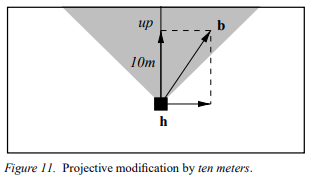 up
b
10m
h
Figure 11. Projective modification by ten meters.